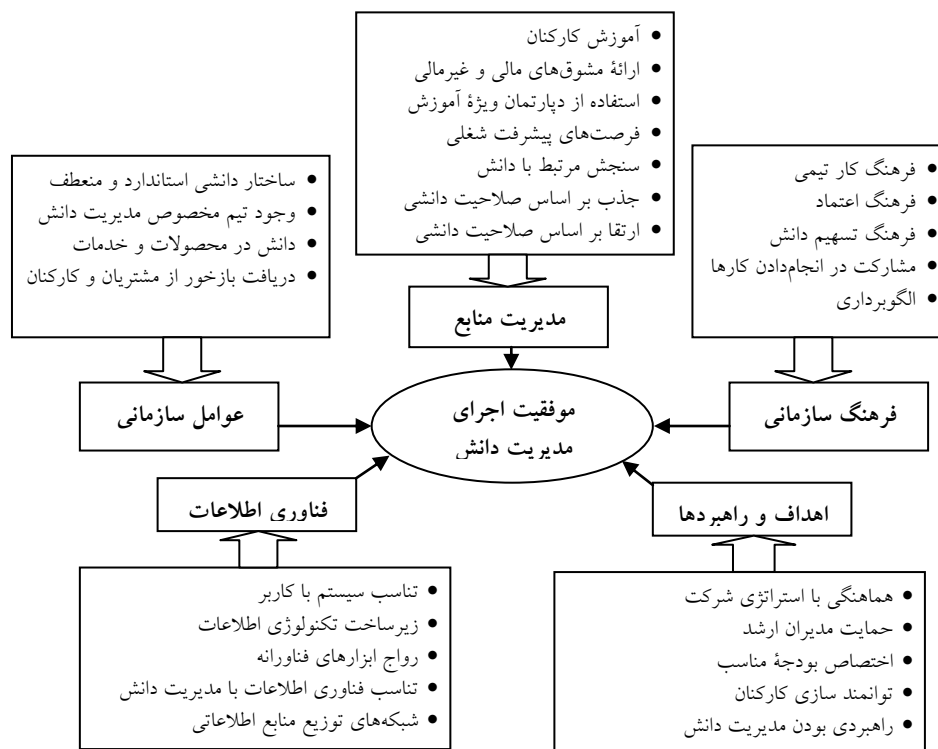 • آموزش کارکنان
• ارائهٔ مشوق‌های مالی و غیرمالی
• استفاده از دپارتمان ویژهٔ آموزش
• فرصت‌های پیشرفت شغلی
• سنجش مرتبط با دانش
• جذب بر اساس صلاحیت دانشی
• ارتقا بر اساس صلاحیت دانشی
مدیریت منابع
• فرهنگ کار تیمی
• فرهنگ اعتماد
• فرهنگ تسهیم دانش
• مشارکت در انجام‌دادن کارها
• الگوبرداری
فرهنگ سازمانی
• ساختار دانشی استاندارد و منعطف
• وجود تیم مخصوص مدیریت دانش
• دانش در محصولات و خدمات
• دریافت بازخور از مشتریان و کارکنان
عوامل سازمانی
موفقیت اجرای
مدیریت دانش
اهداف و راهبردها
• هماهنگی با استراتژی شرکت
• حمایت مدیران ارشد
• اختصاص بودجهٔ مناسب
• توانمند سازی کارکنان
• راهبردی بودن مدیریت دانش
فناوری اطلاعات
• تناسب سیستم با کاربر
• زیرساخت تکنولوژی اطلاعات
• رواج ابزارهای فناورانه
• تناسب فناوری اطلاعات با مدیریت دانش
• شبکه‌های توزیع منابع اطلاعاتی